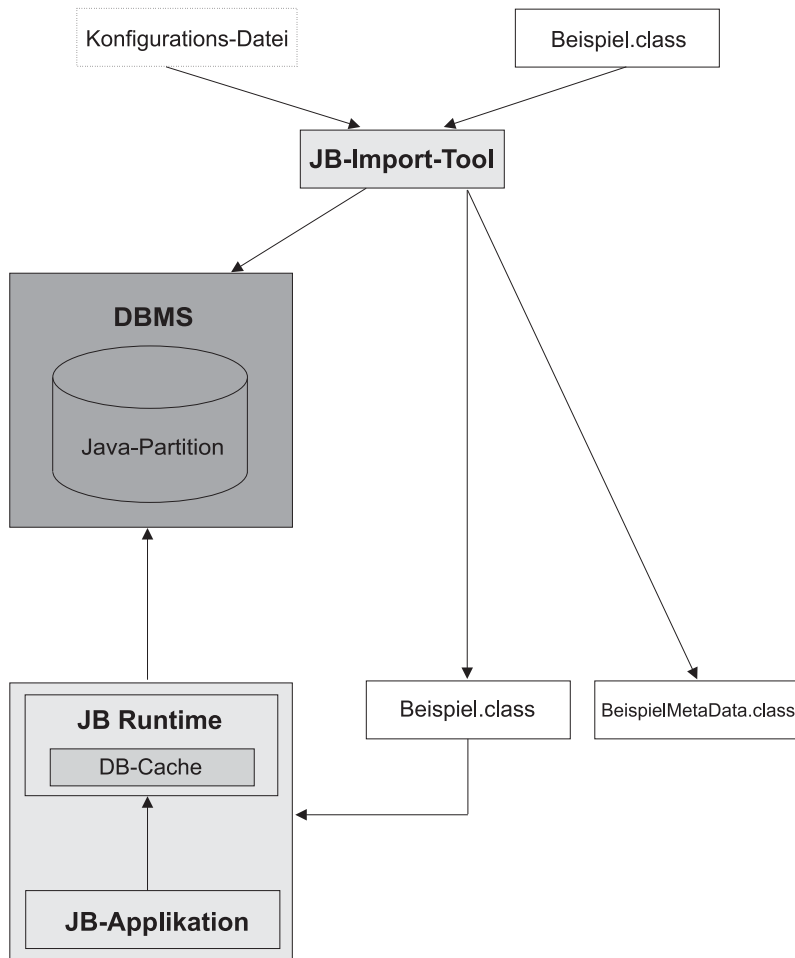 Konfigurations-Datei
Beispiel.class
JB-Import-Tool
DBMS
Java-Partition
JB Runtime
DB-Cache
JB-Applikation
Beispiel.class
BeispielMetaData.class